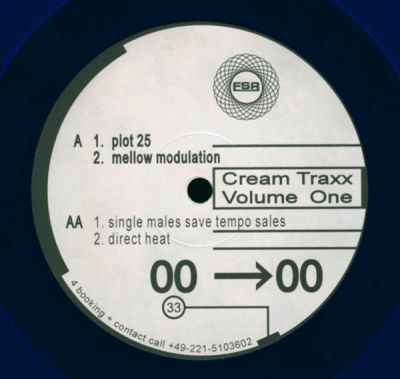 FSR
A 1. plot 25
2. mellow modulation
Cream Traxx
Volume One
AA 1. single males save tempo sales
2. direct heat
00 → 00
33
4 booking + contact call +49-221-5103602